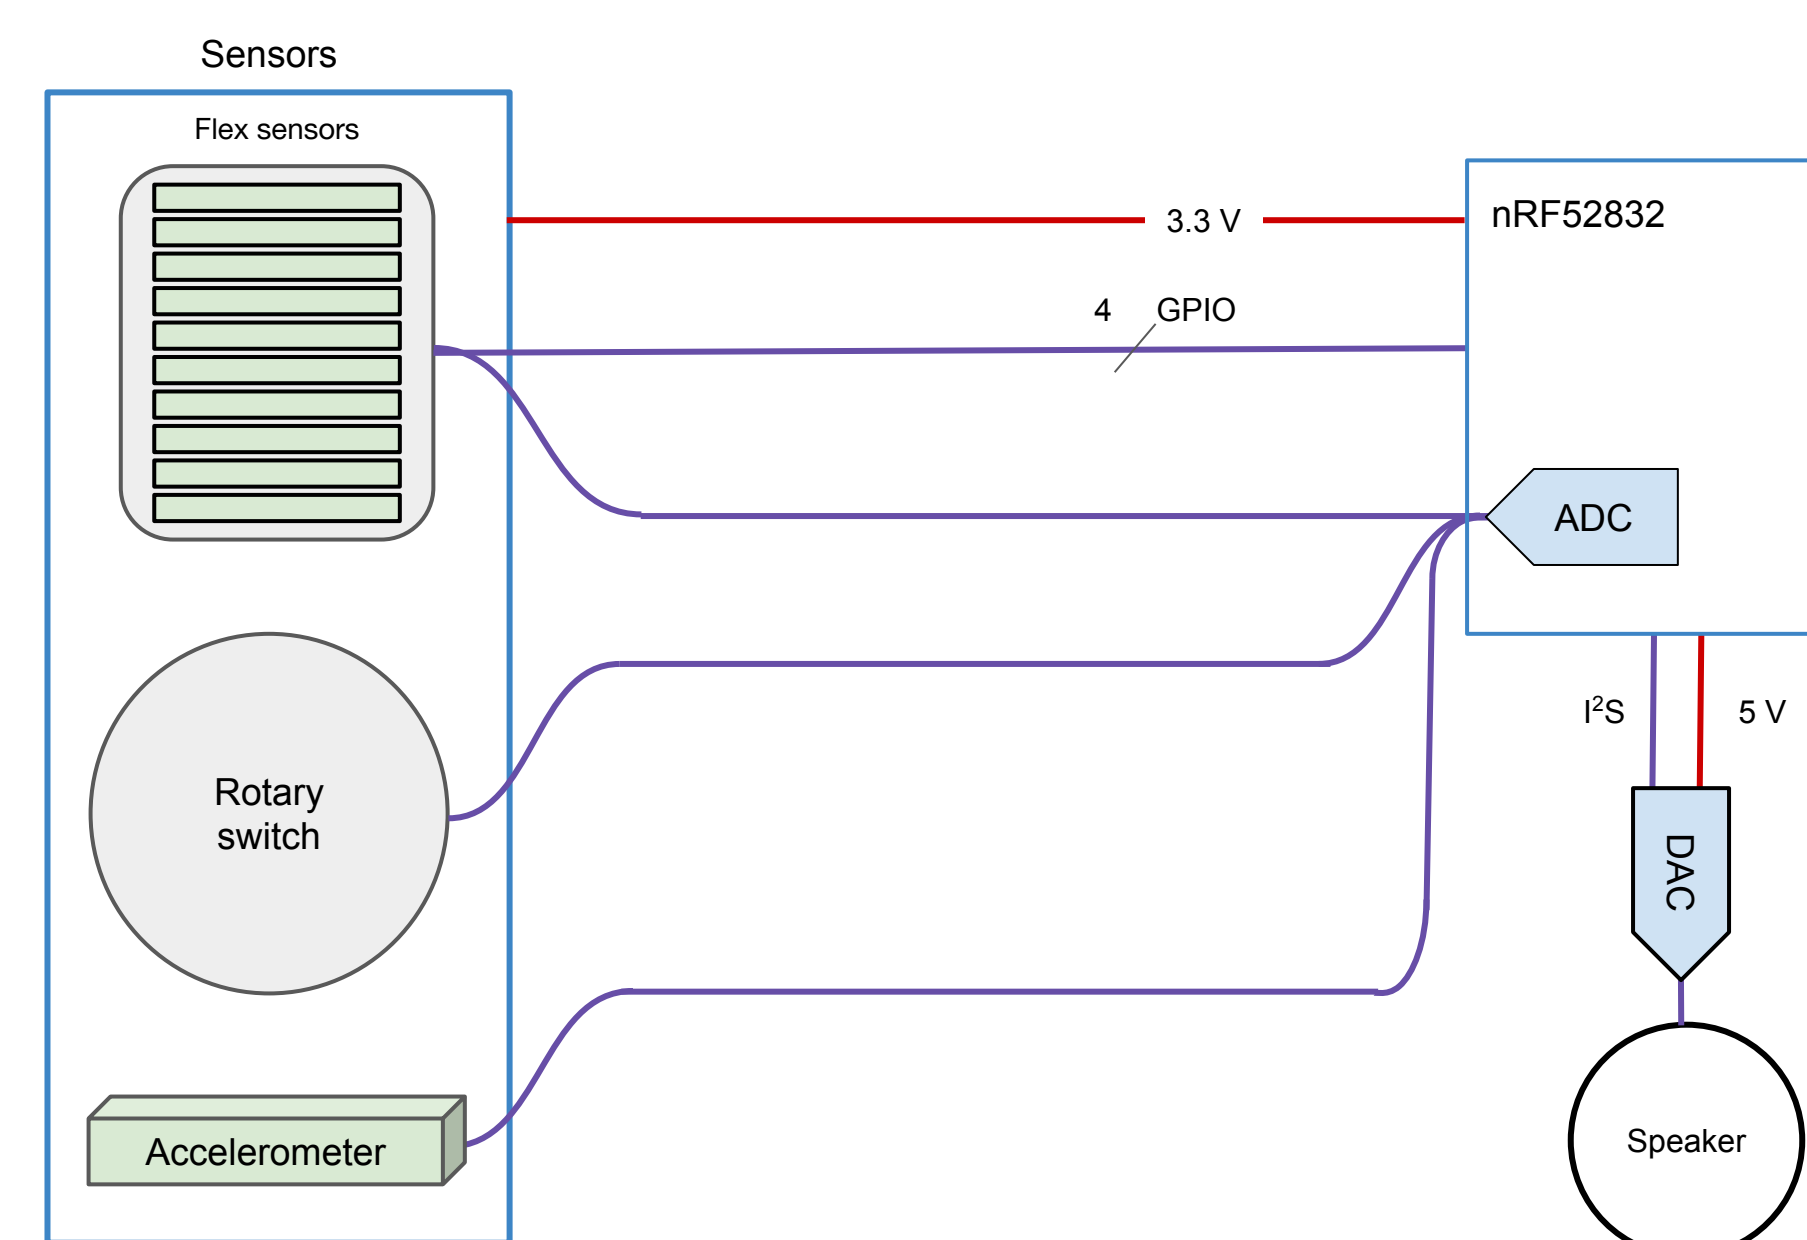 Sensors
Flex sensors
3.3 V
nRF52832
4 GPIO
ADC
I²S
5 V
Rotary
switch
DAC
Accelerometer
Speaker